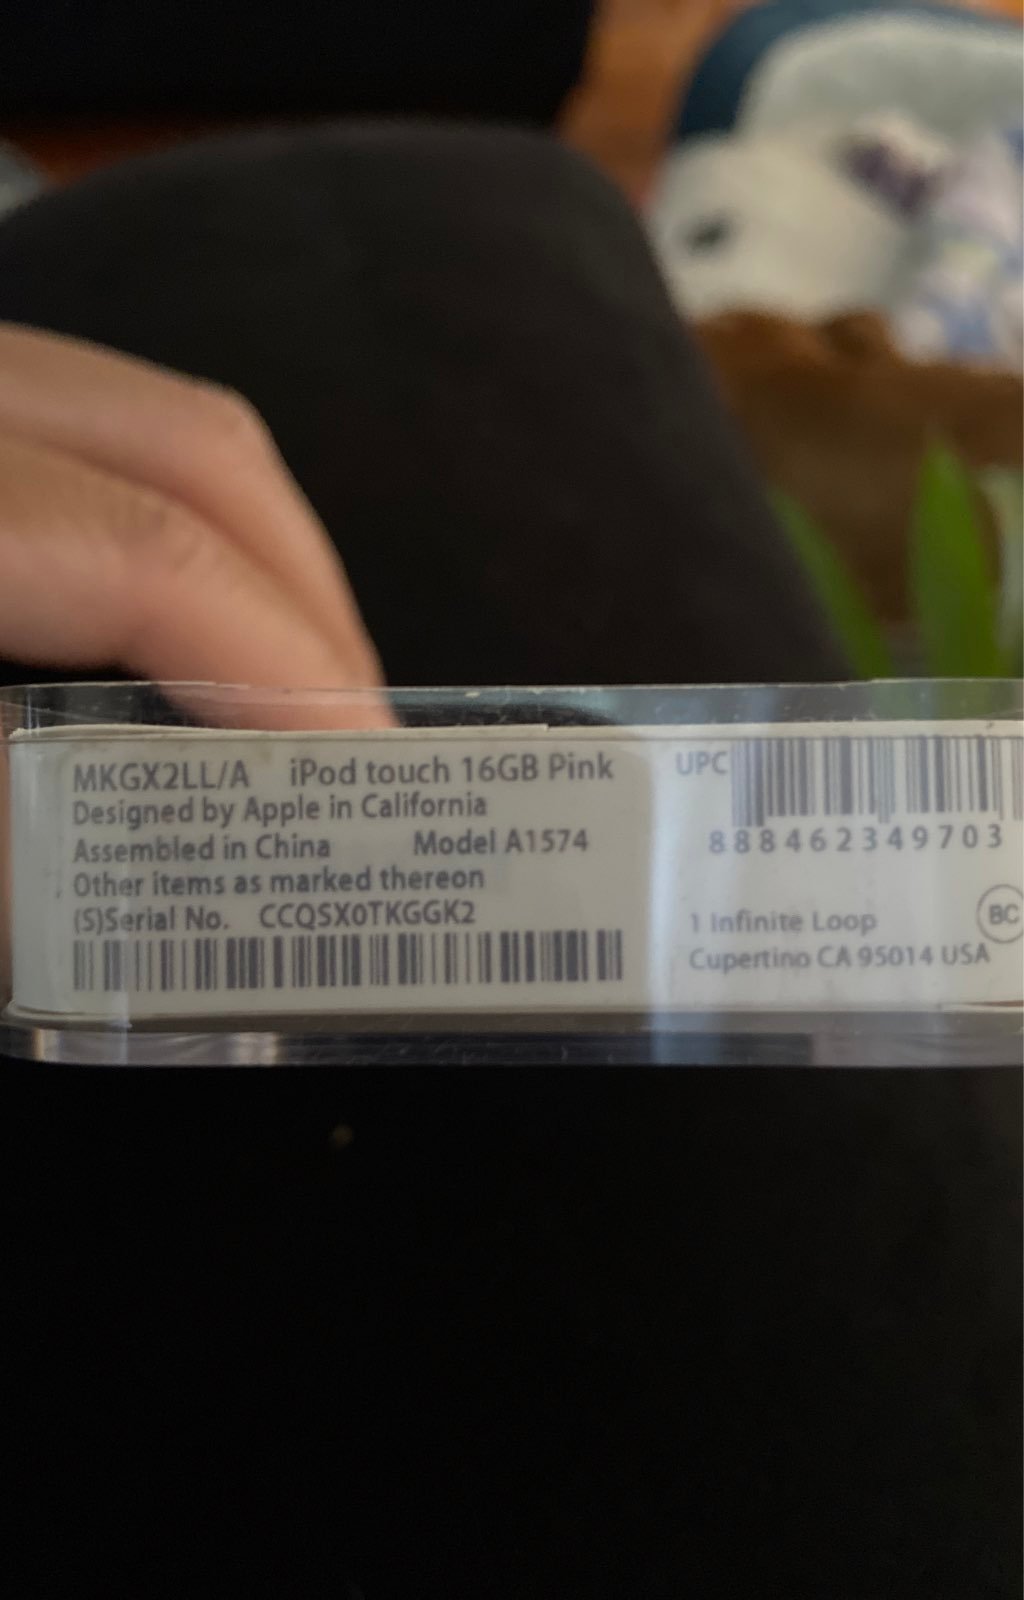 MKGX2LL/A iPod touch 16GB Pink
Designed by Apple in California
Assembled in China Model A1574
Other items as marked thereon
(S)Serial No. CCQSX0TKGGK2
UPC
888462349703
1 Infinite Loop
Cupertino CA 95014 USA
BC